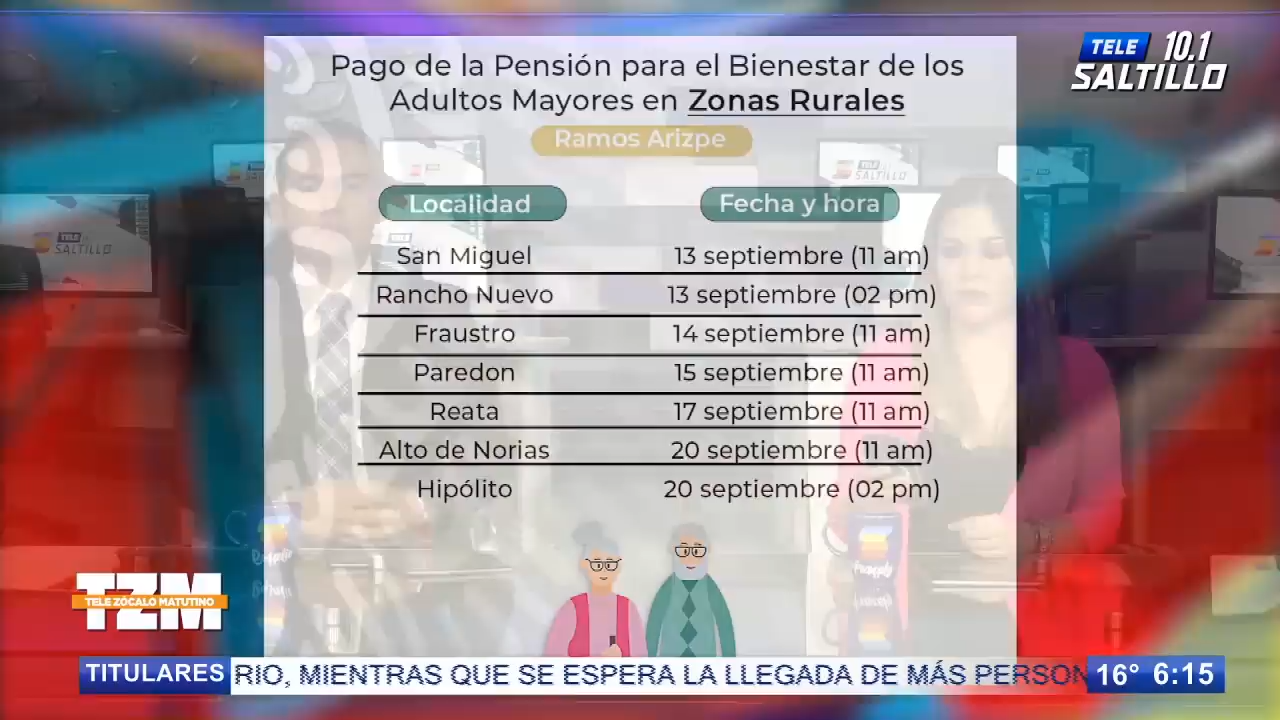 Pago de la Pensión para el Bienestar de los
Adultos Mayores en Zonas Rurales
TELE 10.1
SALTILLO
Ramos Arizpe
Localidad Fecha y hora
San Miguel 13 septiembre (11 am)
Rancho Nuevo 13 septiembre (02 pm)
Fraustro 14 septiembre (11 am)
Paredon 15 septiembre (11 am)
Reata 17 septiembre (11 am)
Alto de Norias 20 septiembre (11 am)
Hipólito 20 septiembre (02 pm)
TELE
SALTILLO
TELE
SALTILLO
TZM
TELE ZÓCALO MATUTINO
TITULARES RIO, MIENTRAS QUE SE ESPERA LA LLEGADA DE MÁS PERSON 16° 6:15